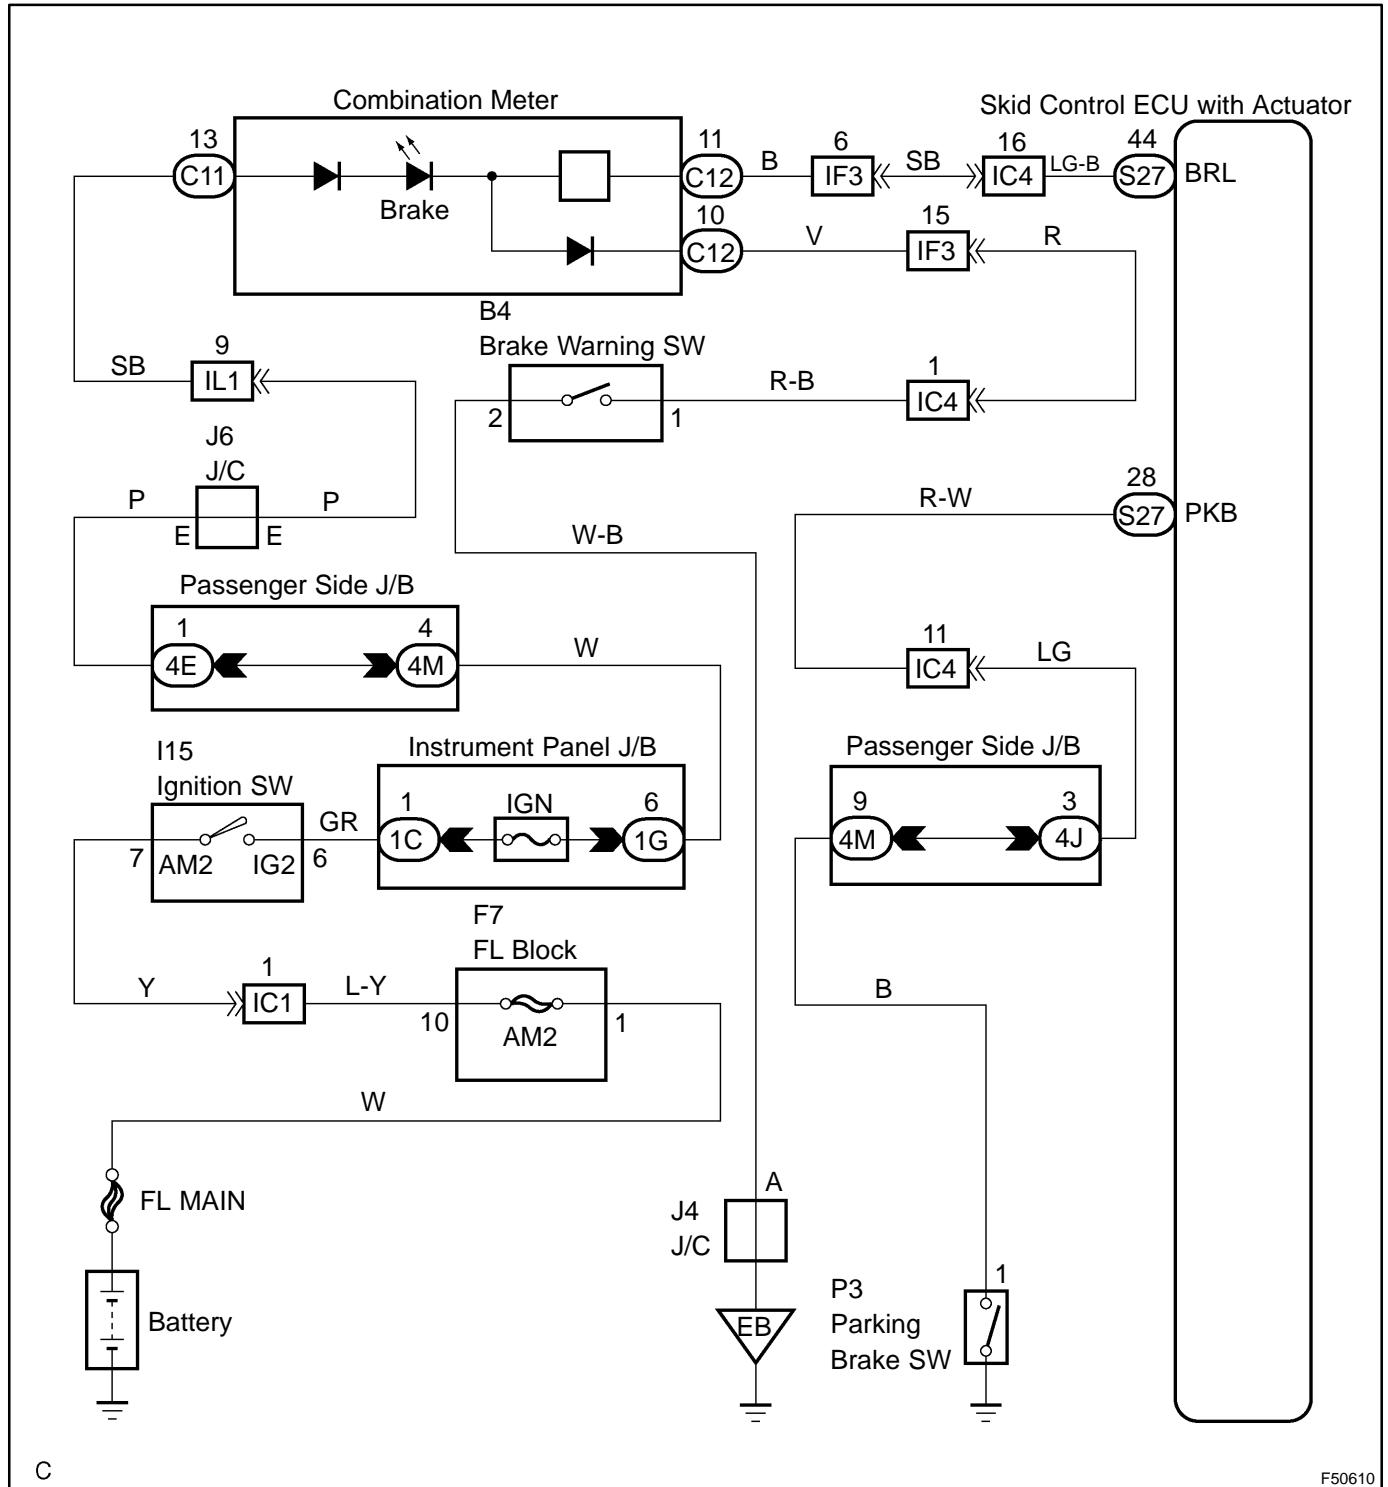 Combination Meter
Skid Control ECU with Actuator
13
11
6
16
44
C11
C12
B
IF3
SB
IC4
LG-B
S27
BRL
Brake
10
15
C12
V
IF3
R
B4
Brake Warning SW
9
1
SB
IL1
R-B
IC4
2
1
J6
J/C
28
P
P
R-W
S27
PKB
E
E
W-B
Passenger Side J/B
1
4
11
4E
4M
W
IC4
LG
I15
Ignition SW
Instrument Panel J/B
Passenger Side J/B
1
IGN
6
9
3
GR
7
AM2
IG2
6
1C
1G
4M
4J
F7
FL Block
1
Y
IC1
L-Y
B
10
AM2
1
W
A
FL MAIN
J4
J/C
1
P3
Parking
Brake SW
Battery
EB
C
F50610